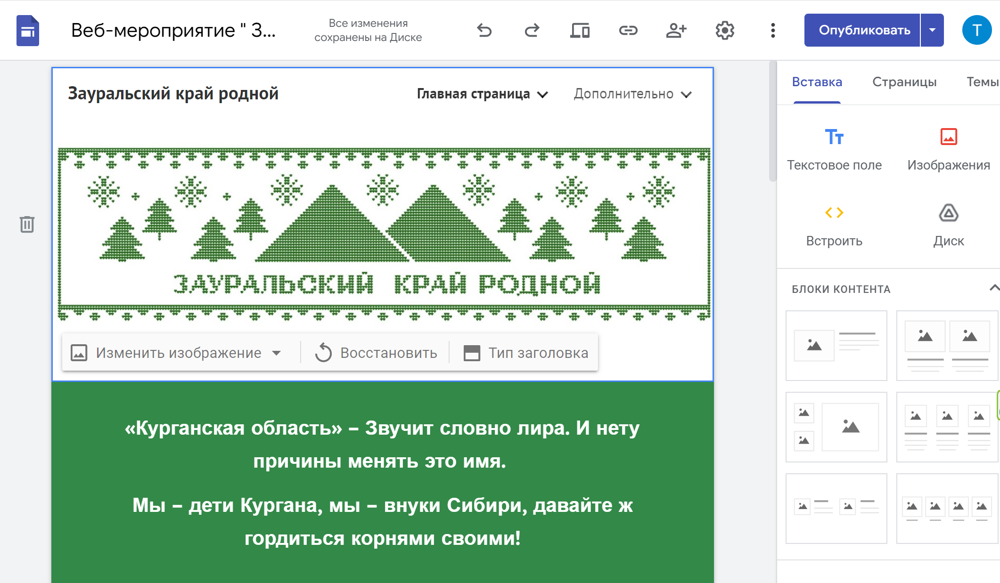 Веб-мероприятие " З...
Все изменения
сохранены на Диске
Опубликовать
Т
Зауральский край родной
Главная страница
Дополнительно
ЗАУРАЛЬСКИЙ КРАЙ РОДНОЙ
Изменить изображение
Восстановить
Тип заголовка
«Курганская область» – Звучит словно лира. И нету
причины менять это имя.
Мы – дети Кургана, мы – внуки Сибири, давайте ж
гордиться корнями своими!
Вставка
Страницы
Темы
Тт
Текстовое поле
Изображения
Встроить
Диск
БЛОКИ КОНТЕНТА